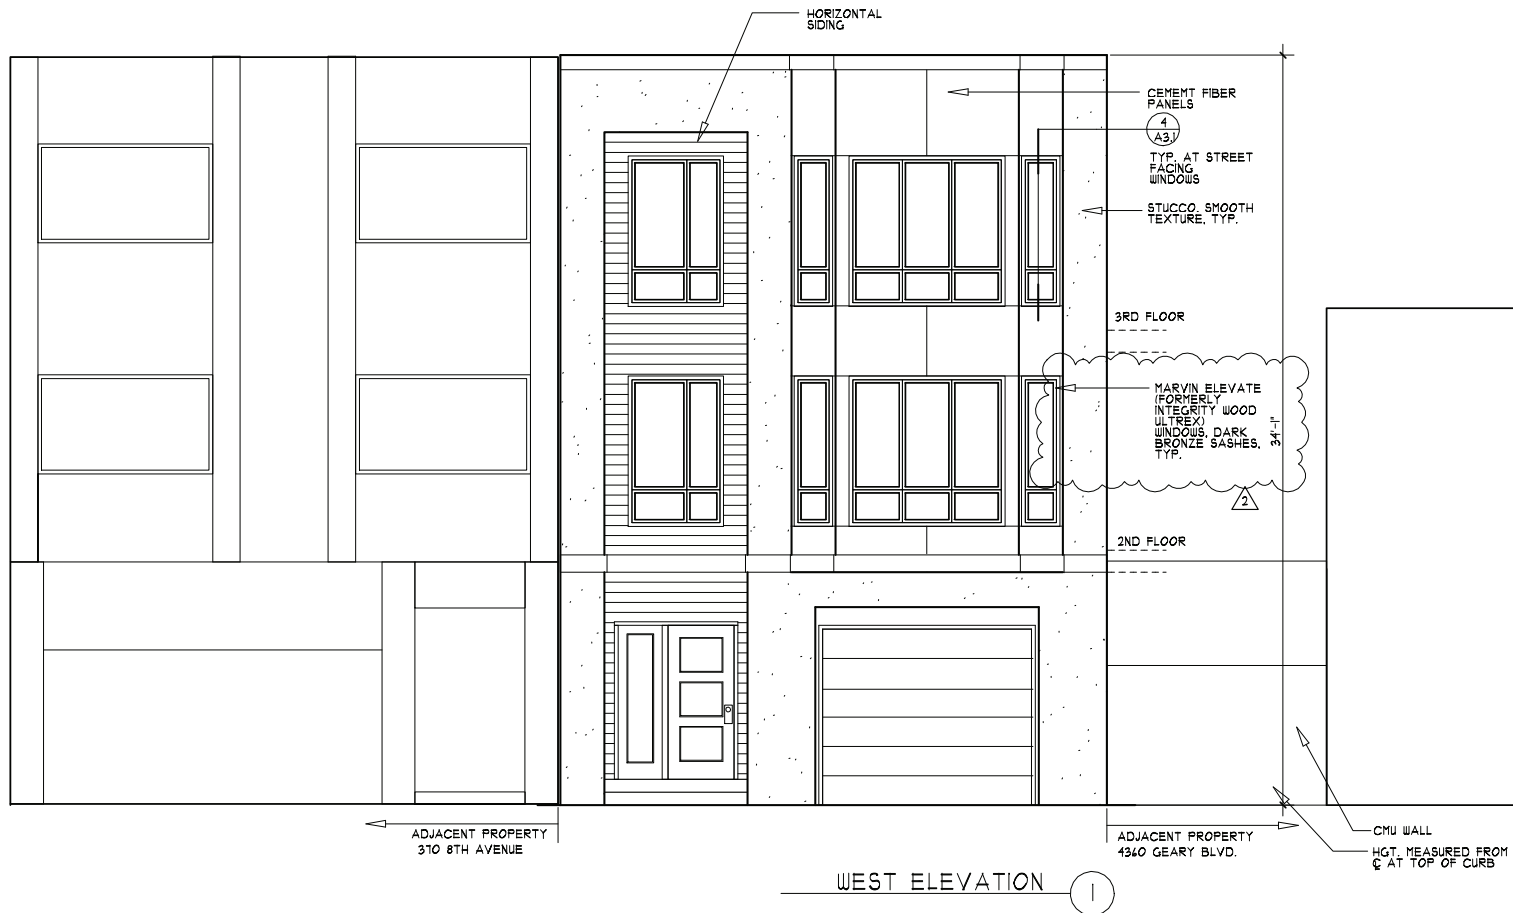 HORIZONTAL
SIDING
CEMEMT FIBER
PANELS
4
A3.1
TYP. AT STREET
FACING
WINDOWS
STUCCO. SMOOTH
TEXTURE, TYP.
3RD FLOOR
MARVIN ELEVATE
(FORMERLY
INTEGRITY WOOD
ULTREX)
WINDOWS, DARK
BRONZE SASHES,
TYP.
34'-1"
2
2ND FLOOR
ADJACENT PROPERTY
370 8TH AVENUE
ADJACENT PROPERTY
4360 GEARY BLVD.
CMU WALL
HGT. MEASURED FROM
℄ AT TOP OF CURB
WEST ELEVATION
1